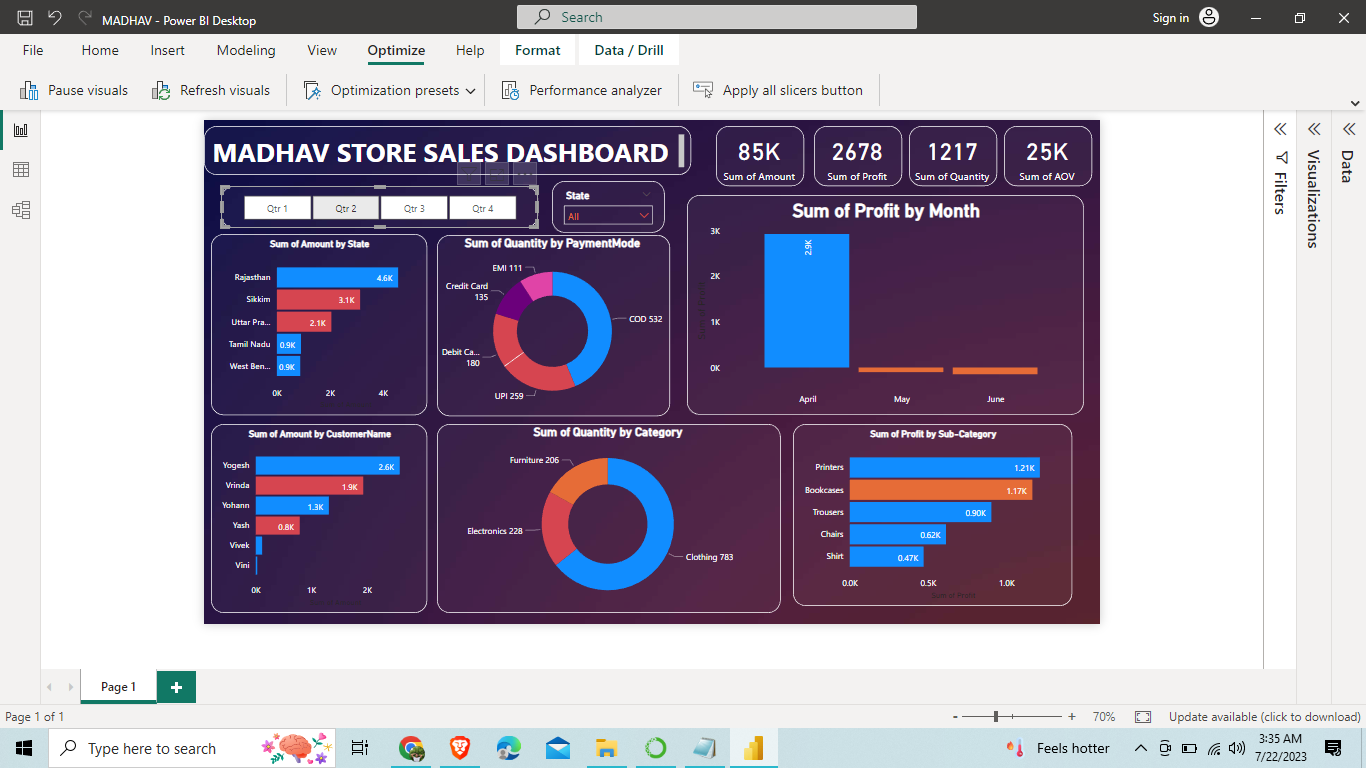 MADHAV - Power BI Desktop
Search
Sign in
File Home Insert Modeling View Optimize Help Format Data / Drill
Pause visuals Refresh visuals Optimization presets Performance analyzer Apply all slicers button
MADHAV STORE SALES DASHBOARD
85K
Sum of Amount
2678
Sum of Profit
1217
Sum of Quantity
25K
Sum of AOV
Qtr 1 Qtr 2 Qtr 3 Qtr 4
State
All
Sum of Amount by State
Rajasthan 4.6K
Sikkim 3.1K
Uttar Pra... 2.1K
Tamil Nadu 0.9K
West Ben... 0.9K
0K 2K 4K
Sum of Quantity by PaymentMode
EMI 111
Credit Card
135
COD 532
Debit Ca...
180
UPI 259
Sum of Profit by Month
3K
2K
1K
0K
2.9K
Sum of Profit
April May June
Sum of Amount by CustomerName
Yogesh 2.6K
Vrinda 1.9K
Yohann 1.3K
Yash 0.8K
Vivek
Vini
0K 1K 2K
Sum of Quantity by Category
Furniture 206
Electronics 228
Clothing 783
Sum of Profit by Sub-Category
Printers 1.21K
Bookcases 1.17K
Trousers 0.90K
Chairs 0.62K
Shirt 0.47K
0.0K 0.5K 1.0K
Sum of Profit
Filters
Visualizations
Data
Page 1
Page 1 of 1
- + 70%
Update available (click to download)
Type here to search
Feels hotter
3:35 AM
7/22/2023